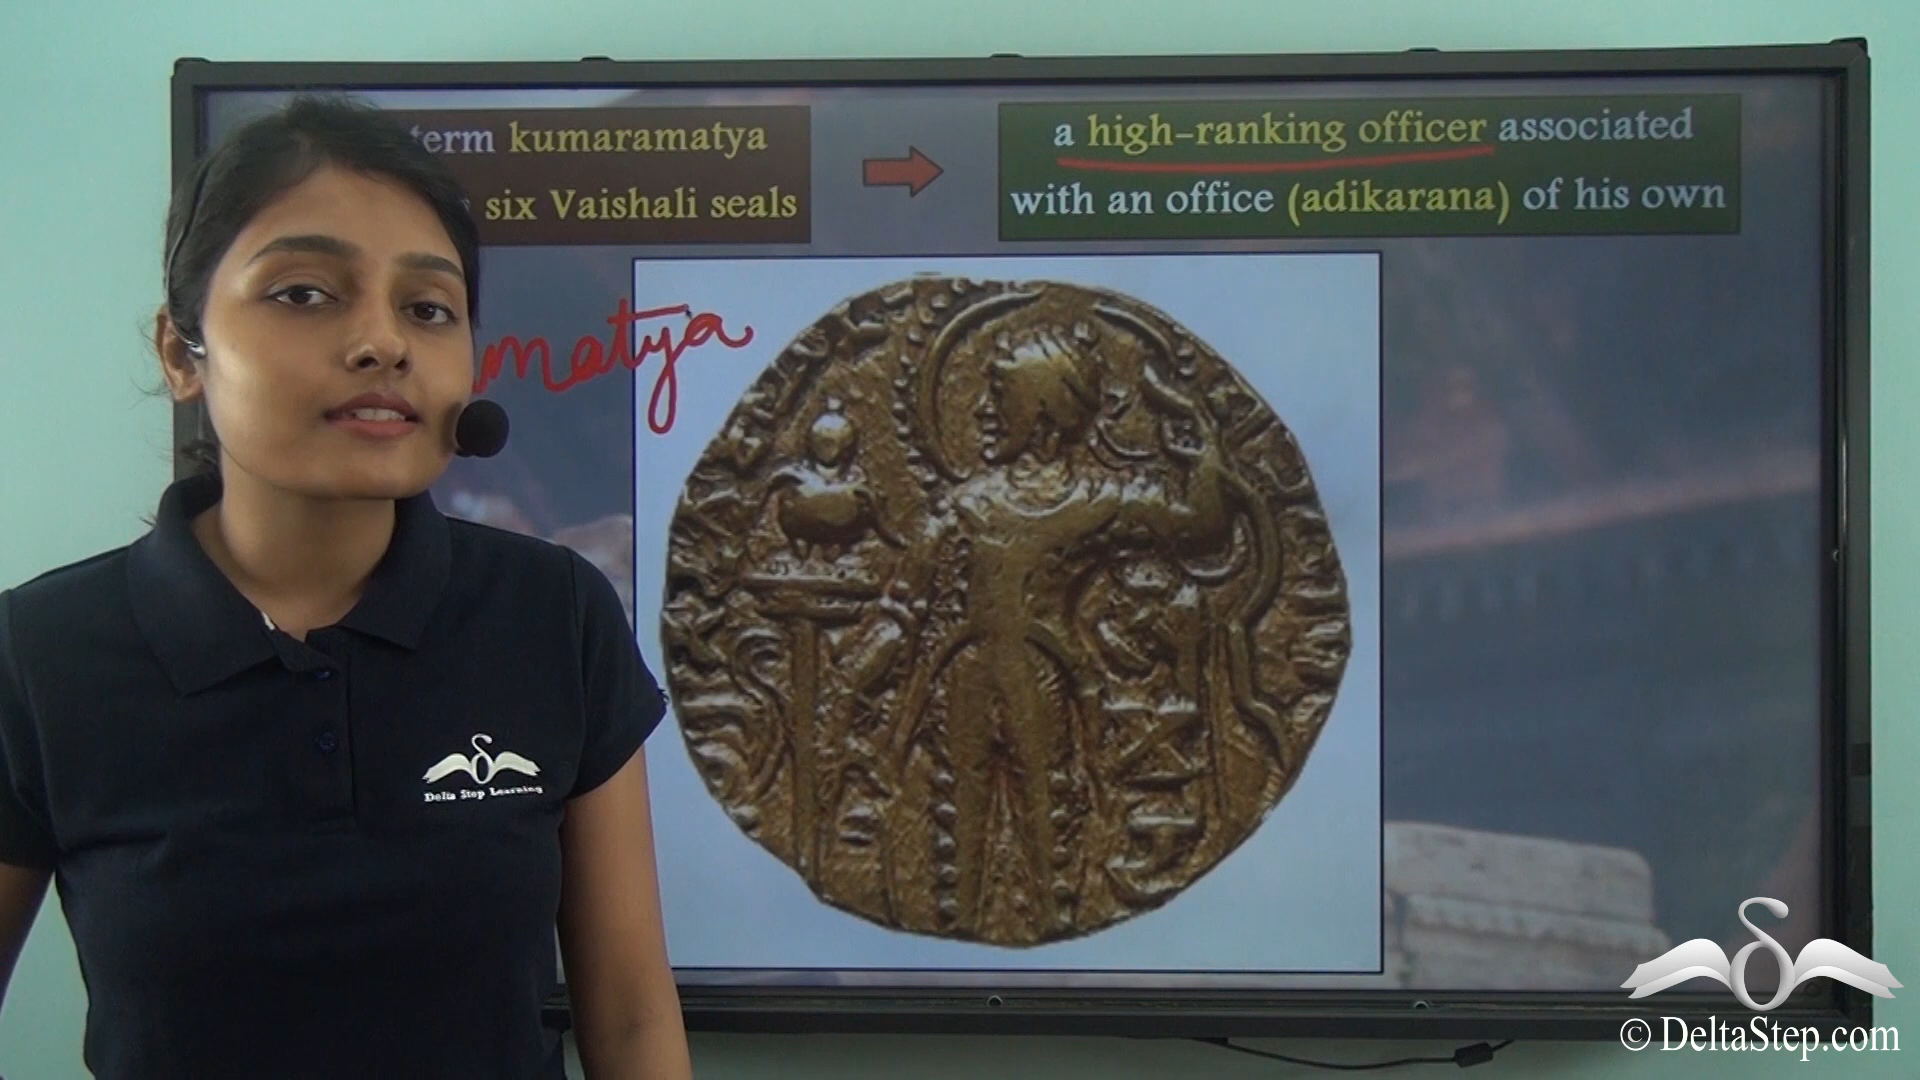 term kumaramatya
six Vaishali seals
a high-ranking officer associated
with an office (adikarana) of his own
matya
Delta Step Learning
© DeltaStep.com